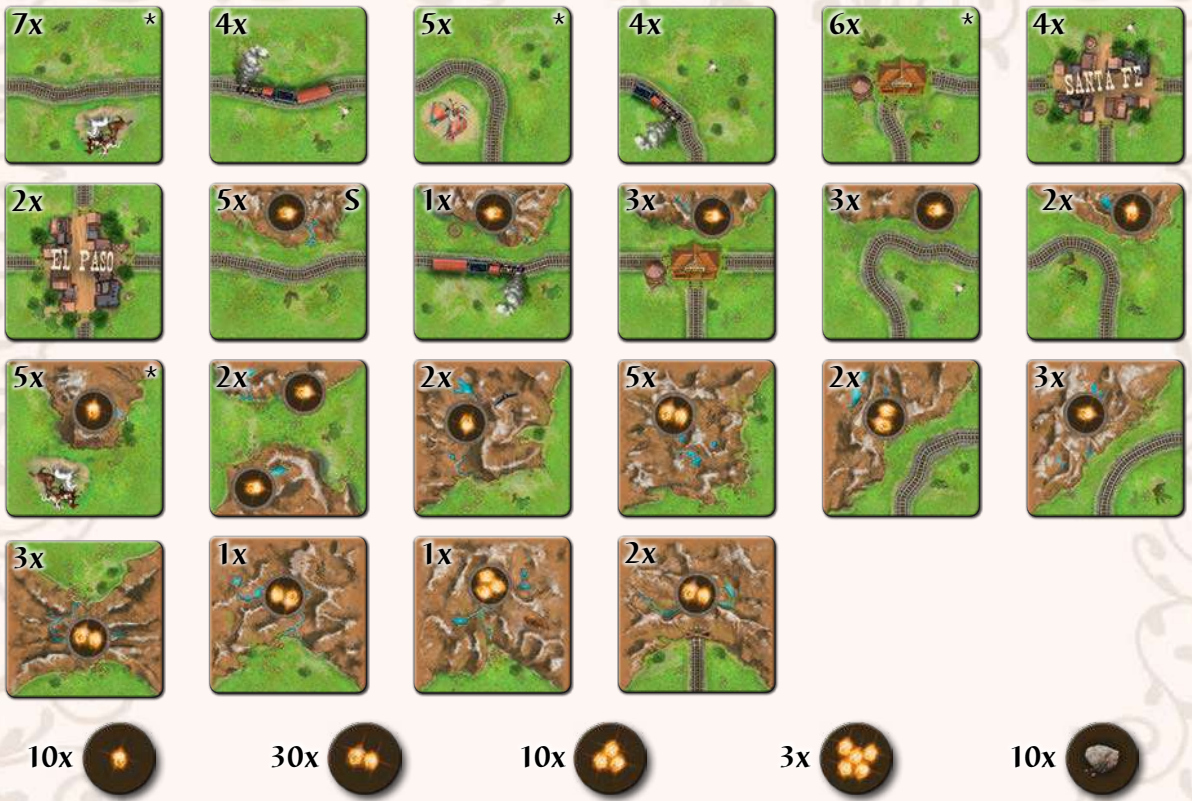 7x * 4x 5x * 4x 6x * 4x
SANTA FE
2x 5x S 1x 3x 3x 2x
EL PASO
5x * 2x 2x 5x 2x 3x
3x 1x 1x 2x
10x 30x 10x 3x 10x